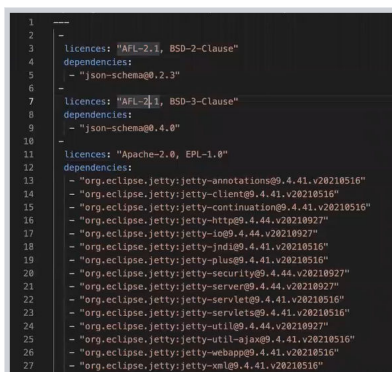 1 ---
2 -
3 licences: "AFL-2.1, BSD-2-Clause"
4 dependencies:
5 - "json-schema@0.2.3"
6 -
7 licences: "AFL-2.1, BSD-3-Clause"
8 dependencies:
9 - "json-schema@0.4.0"
10 -
11 licences: "Apache-2.0, EPL-1.0"
12 dependencies:
13 - "org.eclipse.jetty:jetty-annotations@9.4.41.v20210516"
14 - "org.eclipse.jetty:jetty-client@9.4.41.v20210516"
15 - "org.eclipse.jetty:jetty-continuation@9.4.41.v20210516"
16 - "org.eclipse.jetty:jetty-http@9.4.44.v20210927"
17 - "org.eclipse.jetty:jetty-io@9.4.44.v20210927"
18 - "org.eclipse.jetty:jetty-jndi@9.4.41.v20210516"
19 - "org.eclipse.jetty:jetty-plus@9.4.41.v20210516"
20 - "org.eclipse.jetty:jetty-security@9.4.44.v20210927"
21 - "org.eclipse.jetty:jetty-server@9.4.44.v20210927"
22 - "org.eclipse.jetty:jetty-servlet@9.4.41.v20210516"
23 - "org.eclipse.jetty:jetty-servlets@9.4.41.v20210516"
24 - "org.eclipse.jetty:jetty-util@9.4.44.v20210927"
25 - "org.eclipse.jetty:jetty-util-ajax@9.4.41.v20210516"
26 - "org.eclipse.jetty:jetty-webapp@9.4.41.v20210516"
27 - "org.eclipse.jetty:jetty-xml@9.4.41.v20210516"